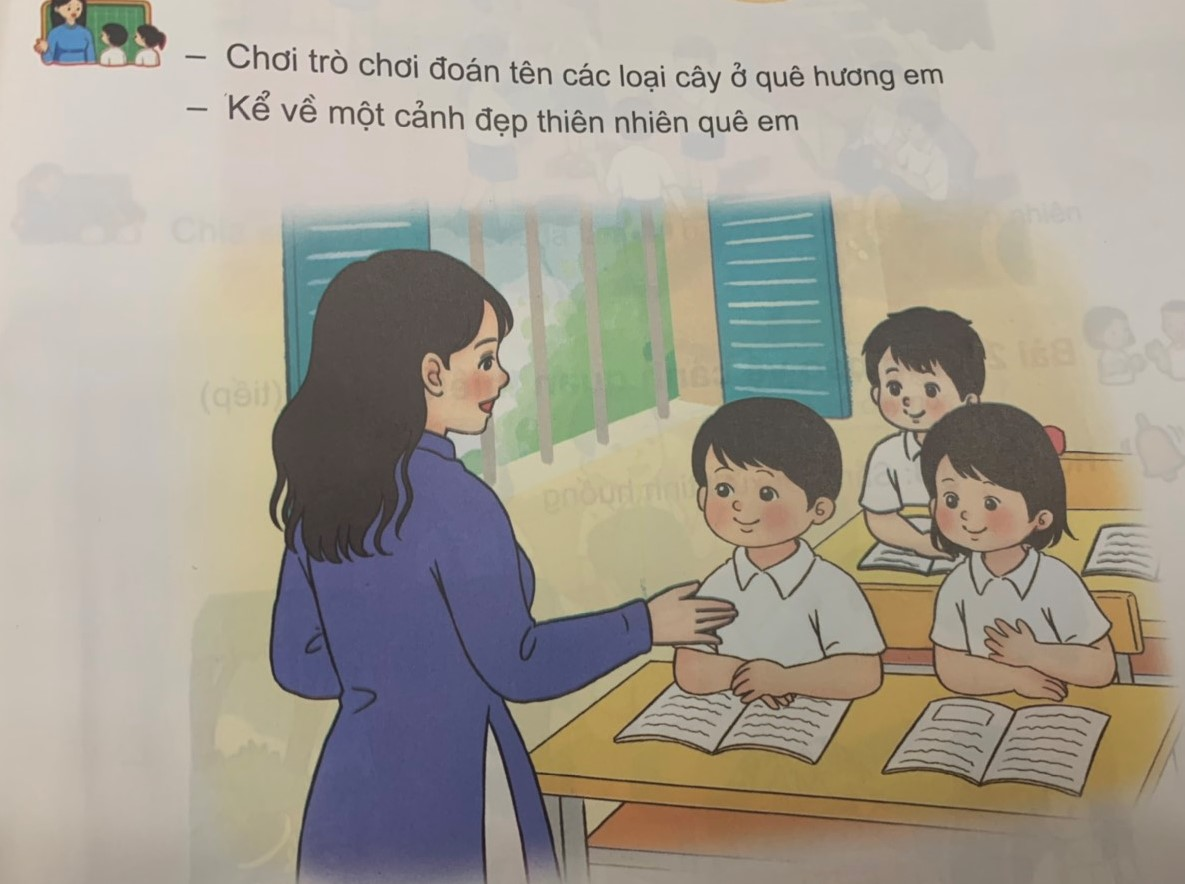 – Chơi trò chơi đoán tên các loại cây ở quê hương em
– Kể về một cảnh đẹp thiên nhiên quê em